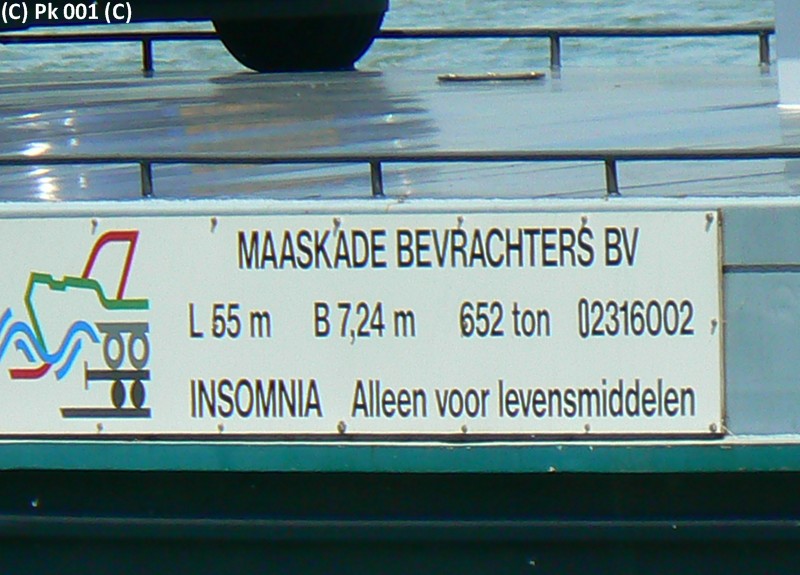 (C) Pk 001 (C)
MAASKADE BEVRACHTERS BV
L 55 m B 7,24 m 652 ton 02316002
INSOMNIA Alleen voor levensmiddelen